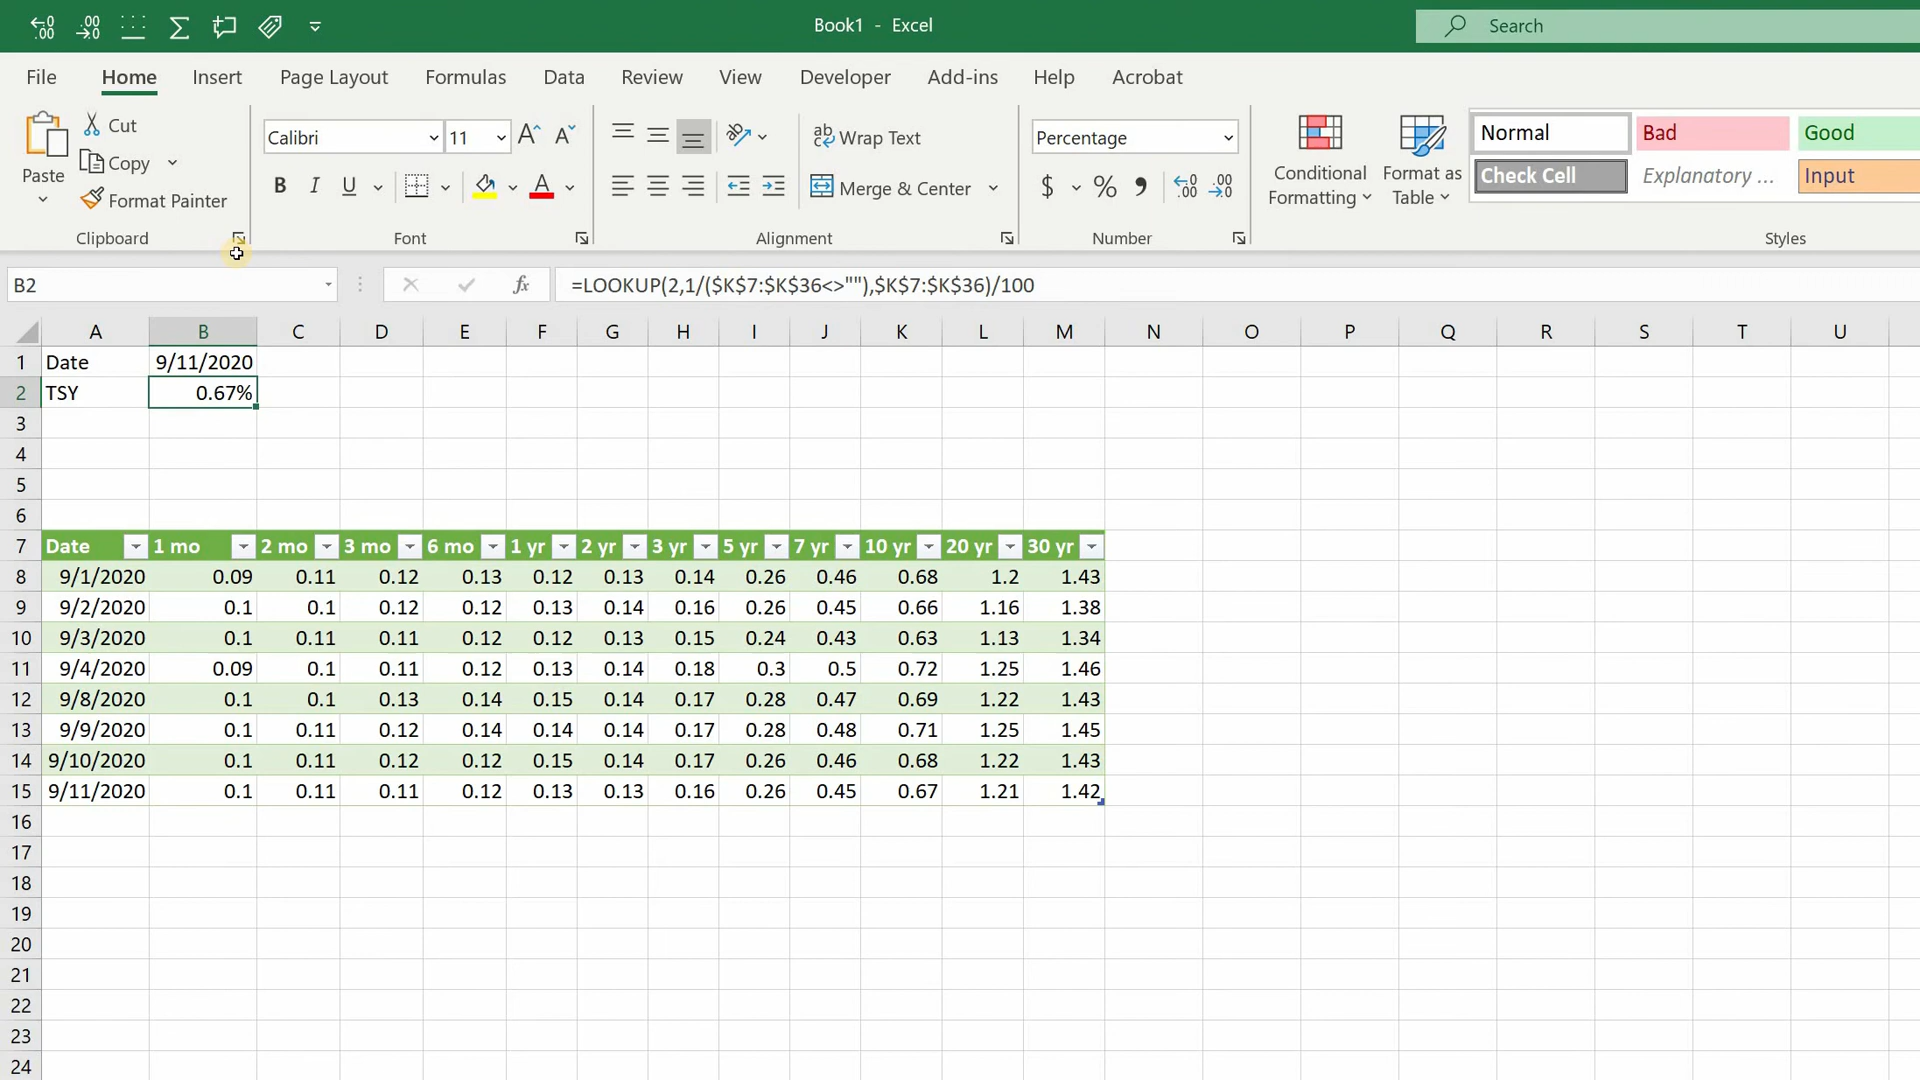 Book1 - Excel
Search
File Home Insert Page Layout Formulas Data Review View Developer Add-ins Help Acrobat
Paste
Cut
Copy
Format Painter
Clipboard
Calibri 11
B I U A
Font
ab Wrap Text
Merge & Center
Alignment
Percentage
$ % ,
Number
Conditional Formatting
Format as Table
Normal Bad Good
Check Cell Explanatory ... Input
Styles
B2 fx =LOOKUP(2,1/($K$7:$K$36<>""),$K$7:$K$36)/100
A B C D E F G H I J K L M N O P Q R S T U
1 Date 9/11/2020
2 TSY 0.67%
3
4
5
6
7 Date 1 mo 2 mo 3 mo 6 mo 1 yr 2 yr 3 yr 5 yr 7 yr 10 yr 20 yr 30 yr
8 9/1/2020 0.09 0.11 0.12 0.13 0.12 0.13 0.14 0.26 0.46 0.68 1.2 1.43
9 9/2/2020 0.1 0.1 0.12 0.12 0.13 0.14 0.16 0.26 0.45 0.66 1.16 1.38
10 9/3/2020 0.1 0.11 0.11 0.12 0.12 0.13 0.15 0.24 0.43 0.63 1.13 1.34
11 9/4/2020 0.09 0.1 0.11 0.12 0.13 0.14 0.18 0.3 0.5 0.72 1.25 1.46
12 9/8/2020 0.1 0.1 0.13 0.14 0.15 0.14 0.17 0.28 0.47 0.69 1.22 1.43
13 9/9/2020 0.1 0.11 0.12 0.14 0.14 0.14 0.17 0.28 0.48 0.71 1.25 1.45
14 9/10/2020 0.1 0.11 0.12 0.12 0.15 0.14 0.17 0.26 0.46 0.68 1.22 1.43
15 9/11/2020 0.1 0.11 0.11 0.12 0.13 0.13 0.16 0.26 0.45 0.67 1.21 1.42
16
17
18
19
20
21
22
23
24